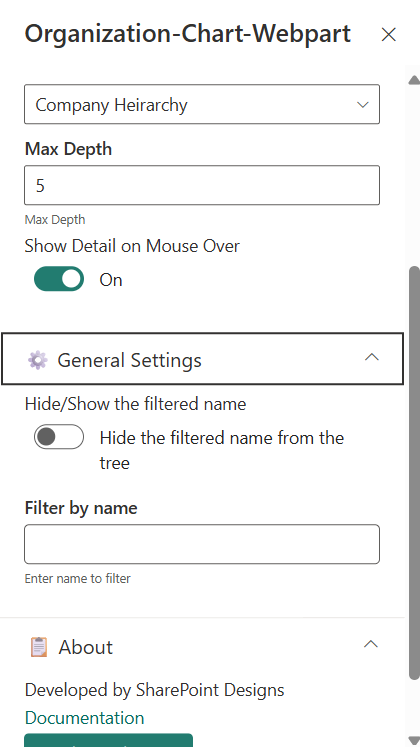 Organization-Chart-Webpart
Company Heirarchy
Max Depth
5
Max Depth
Show Detail on Mouse Over
On
General Settings
Hide/Show the filtered name
Hide the filtered name from the
tree
Filter by name
Enter name to filter
About
Developed by SharePoint Designs
Documentation